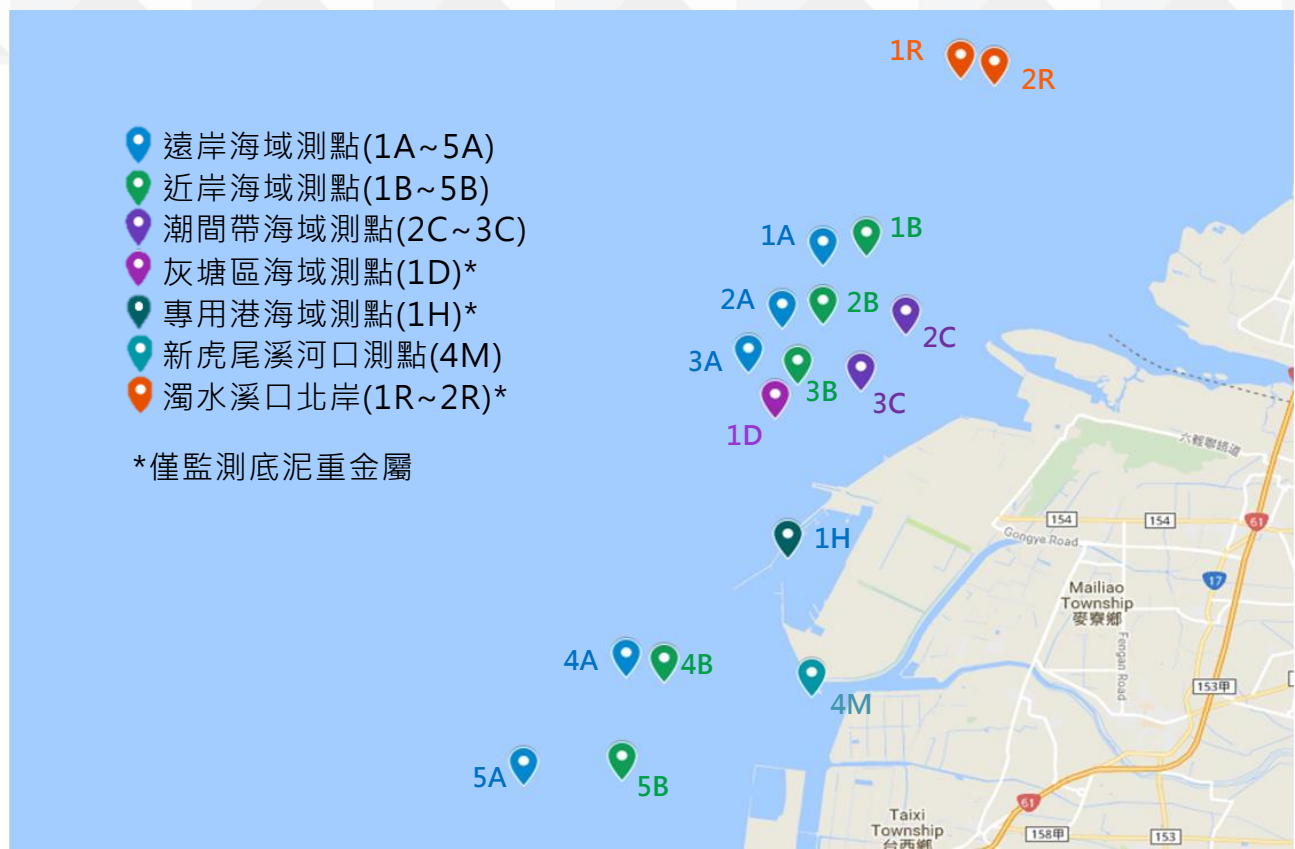 1R
2R
遠岸海域測點(1A~5A)
近岸海域測點(1B~5B)
潮間帶海域測點(2C~3C)
灰塘區海域測點(1D)*
專用港海域測點(1H)*
新虎尾溪河口測點(4M)
濁水溪口北岸(1R~2R)*
*僅監測底泥重金屬
1A
1B
2A
2B
2C
3A
3B
3C
1D
六輕聯絡道
154
154
61
Gongye Road
1H
17
Mailiao
Township
麥寮鄉
Fengan Road
4A
4B
4M
153甲
5A
5B
61
Taixi
Township
台西鄉
158甲
153